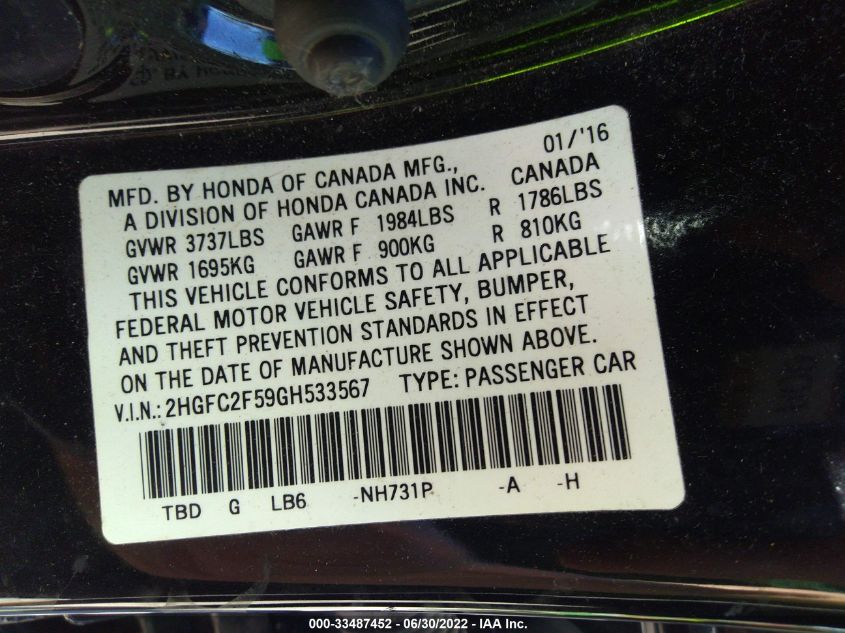 01/'16
MFD. BY HONDA OF CANADA MFG., CANADA
A DIVISION OF HONDA CANADA INC.
GVWR 3737LBS GAWR F 1984LBS R 1786LBS
GVWR 1695KG GAWR F 900KG R 810KG
THIS VEHICLE CONFORMS TO ALL APPLICABLE
FEDERAL MOTOR VEHICLE SAFETY, BUMPER,
AND THEFT PREVENTION STANDARDS IN EFFECT
ON THE DATE OF MANUFACTURE SHOWN ABOVE.
V.I.N.: 2HGFC2F59GH533567 TYPE: PASSENGER CAR
TBD G LB6 -NH731P -A -H
000-33487452 - 06/30/2022 - IAA Inc.